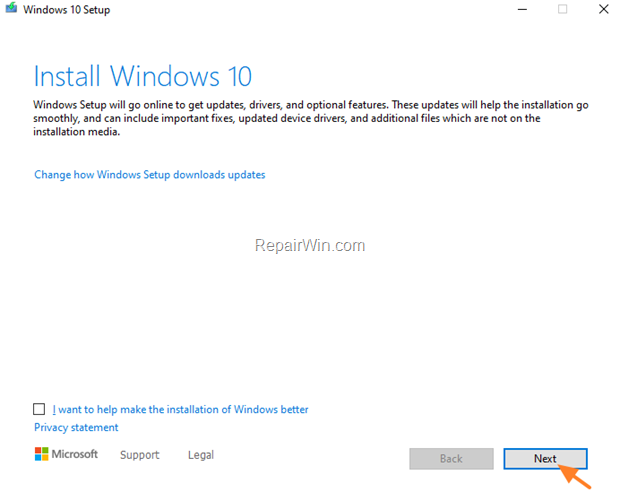 Windows 10 Setup
Install Windows 10
Windows Setup will go online to get updates, drivers, and optional features. These updates will help the installation go
smoothly, and can include important fixes, updated device drivers, and additional files which are not on the
installation media.
Change how Windows Setup downloads updates
RepairWin.com
I want to help make the installation of Windows better
Privacy statement
Microsoft Support Legal Back Next